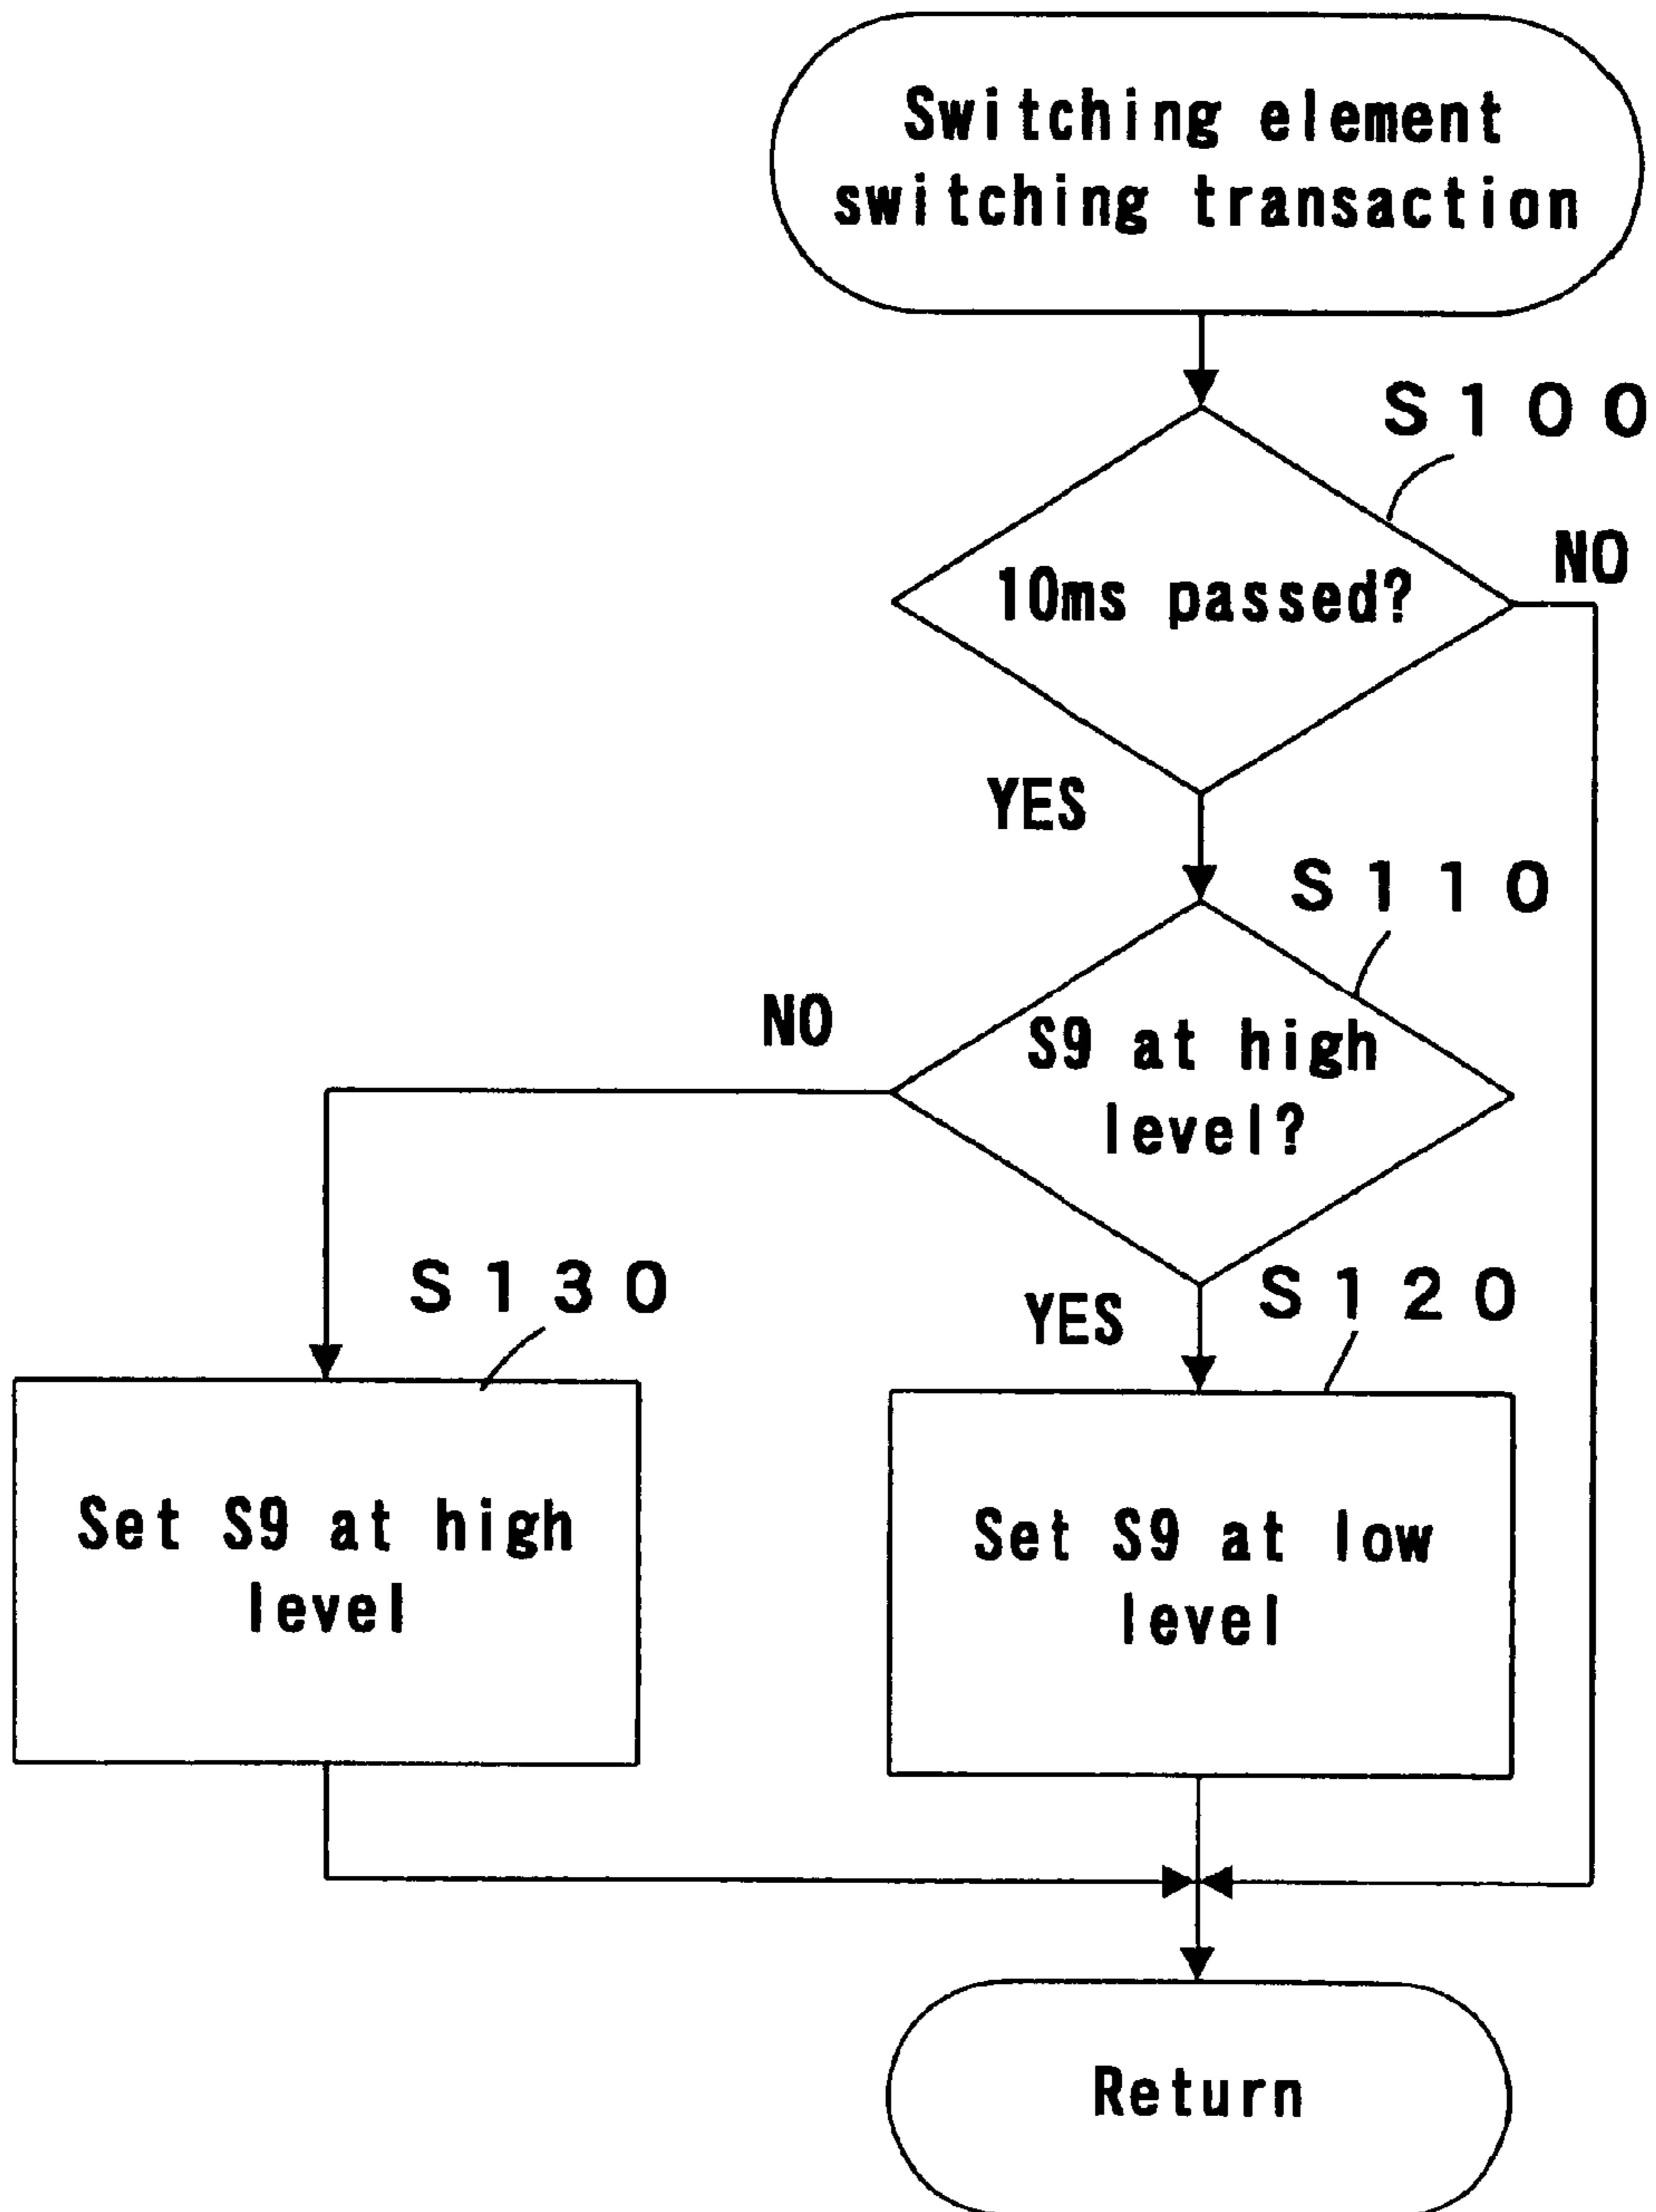 Switching element
switching transaction
S100
10ms passed?
NO
YES
S110
S9 at high
level?
NO
YES
S120
S130
Set S9 at high
level
Set S9 at low
level
Return